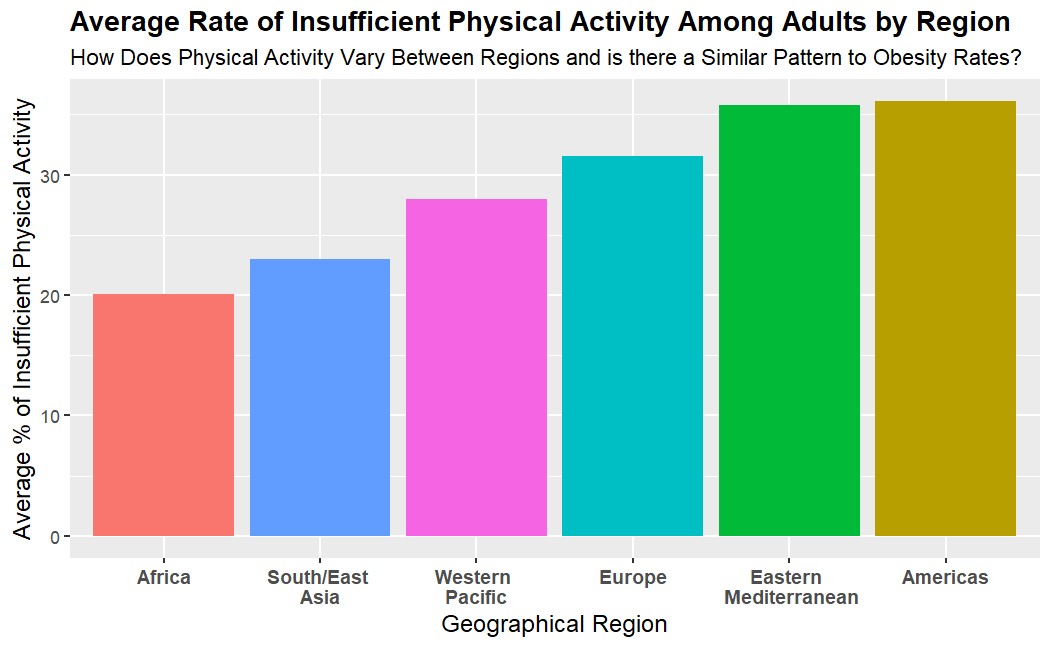 Average Rate of Insufficient Physical Activity Among Adults by Region
How Does Physical Activity Vary Between Regions and is there a Similar Pattern to Obesity Rates?
Average % of Insufficient Physical Activity
30
20
10
0
Africa
South/East
Asia
Western
Pacific
Europe
Eastern
Mediterranean
Americas
Geographical Region